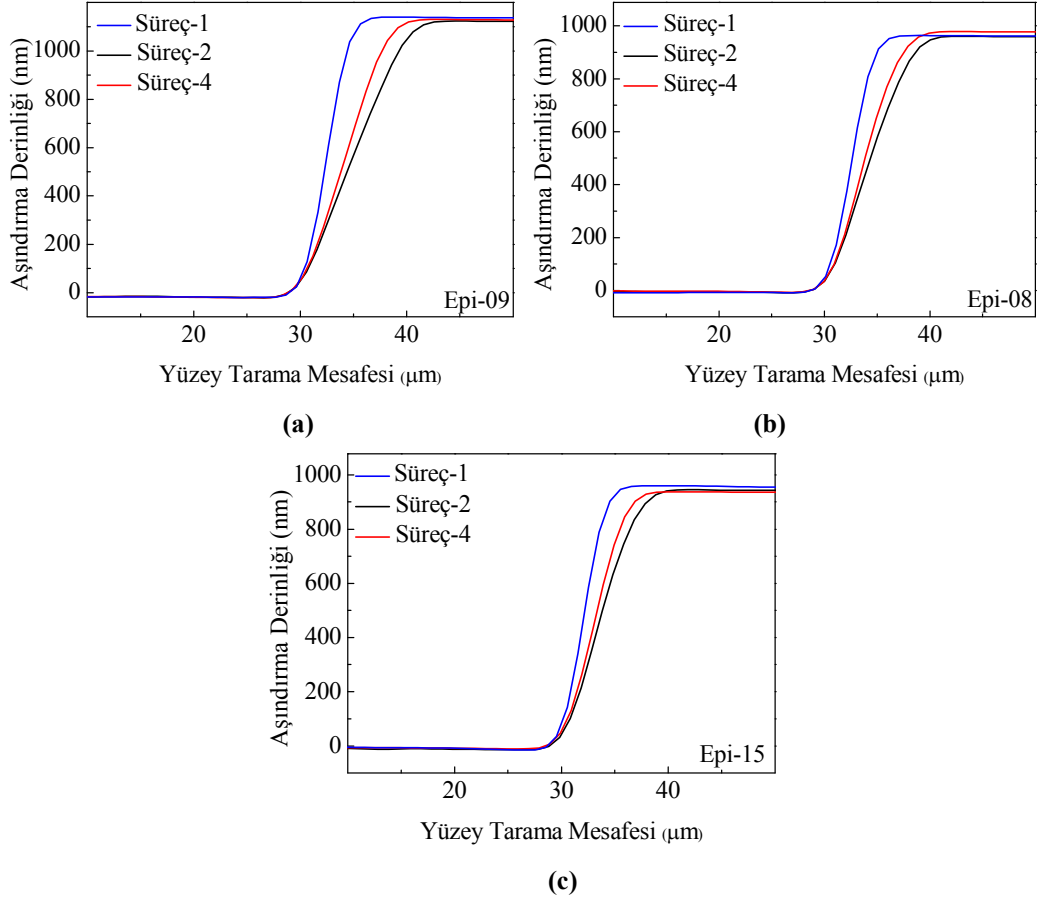 Süreç-1
Süreç-2
Süreç-4
1000
800
600
400
200
0
Aşındırma Derinliği (nm)
Epi-09
20
30
40
Yüzey Tarama Mesafesi (µm)
(a)
Süreç-1
Süreç-2
Süreç-4
1000
800
600
400
200
0
Aşındırma Derinliği (nm)
Epi-08
20
30
40
Yüzey Tarama Mesafesi (µm)
(b)
Süreç-1
Süreç-2
Süreç-4
1000
800
600
400
200
0
Aşındırma Derinliği (nm)
Epi-15
20
30
40
Yüzey Tarama Mesafesi (µm)
(c)